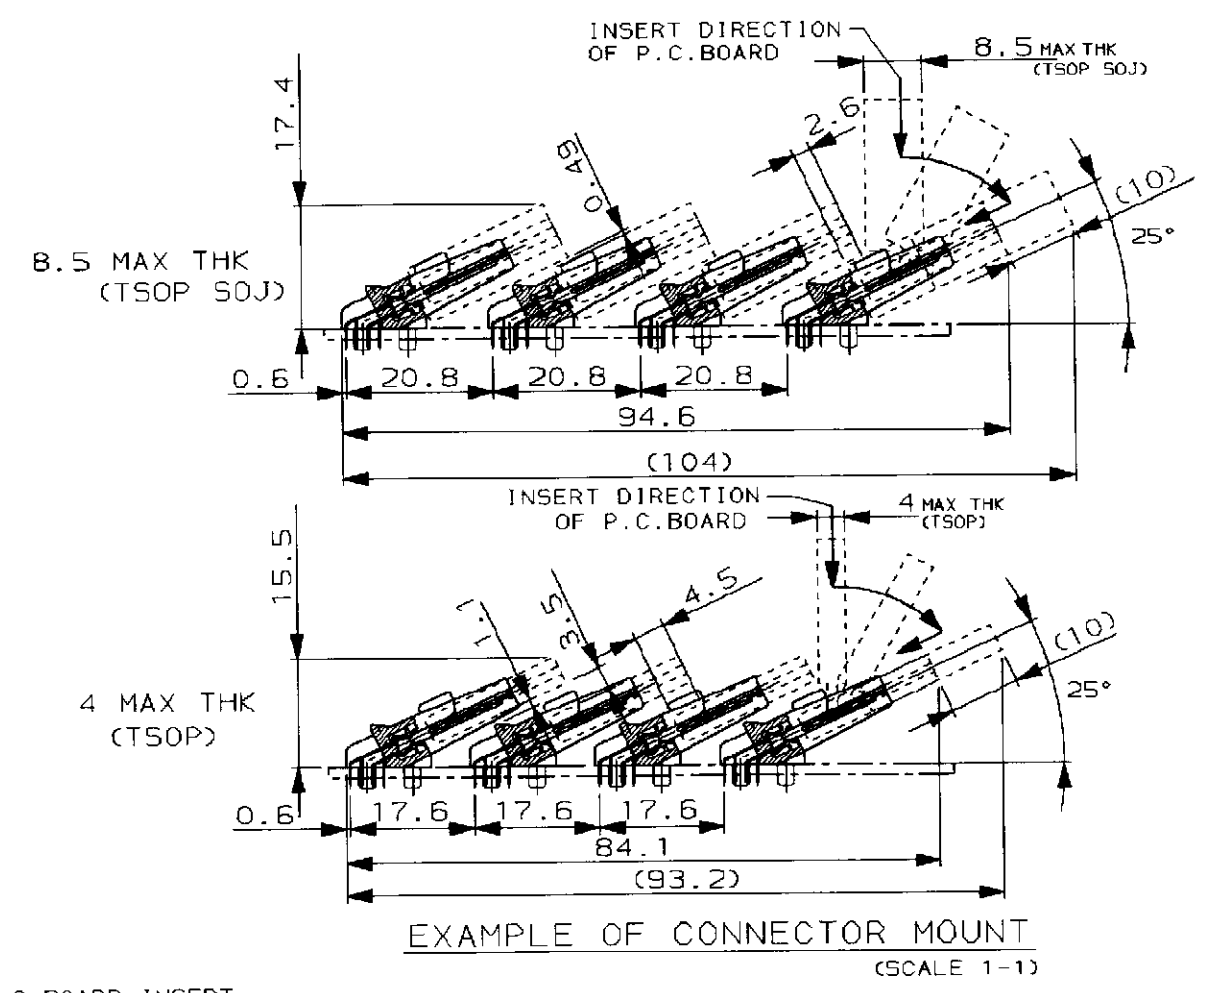 INSERT DIRECTION
OF P.C.BOARD
8.5 MAX THK
(TSOP SOJ)
17.4
0.49
2.6
(10)
25°
8.5 MAX THK
(TSOP SOJ)
0.6
20.8
20.8
20.8
94.6
(104)
INSERT DIRECTION
OF P.C.BOARD
4 MAX THK
(TSOP)
15.5
1.1
3.5
4.5
(10)
25°
4 MAX THK
(TSOP)
0.6
17.6
17.6
17.6
84.1
(93.2)
EXAMPLE OF CONNECTOR MOUNT
(SCALE 1-1)
BOARD INSERT